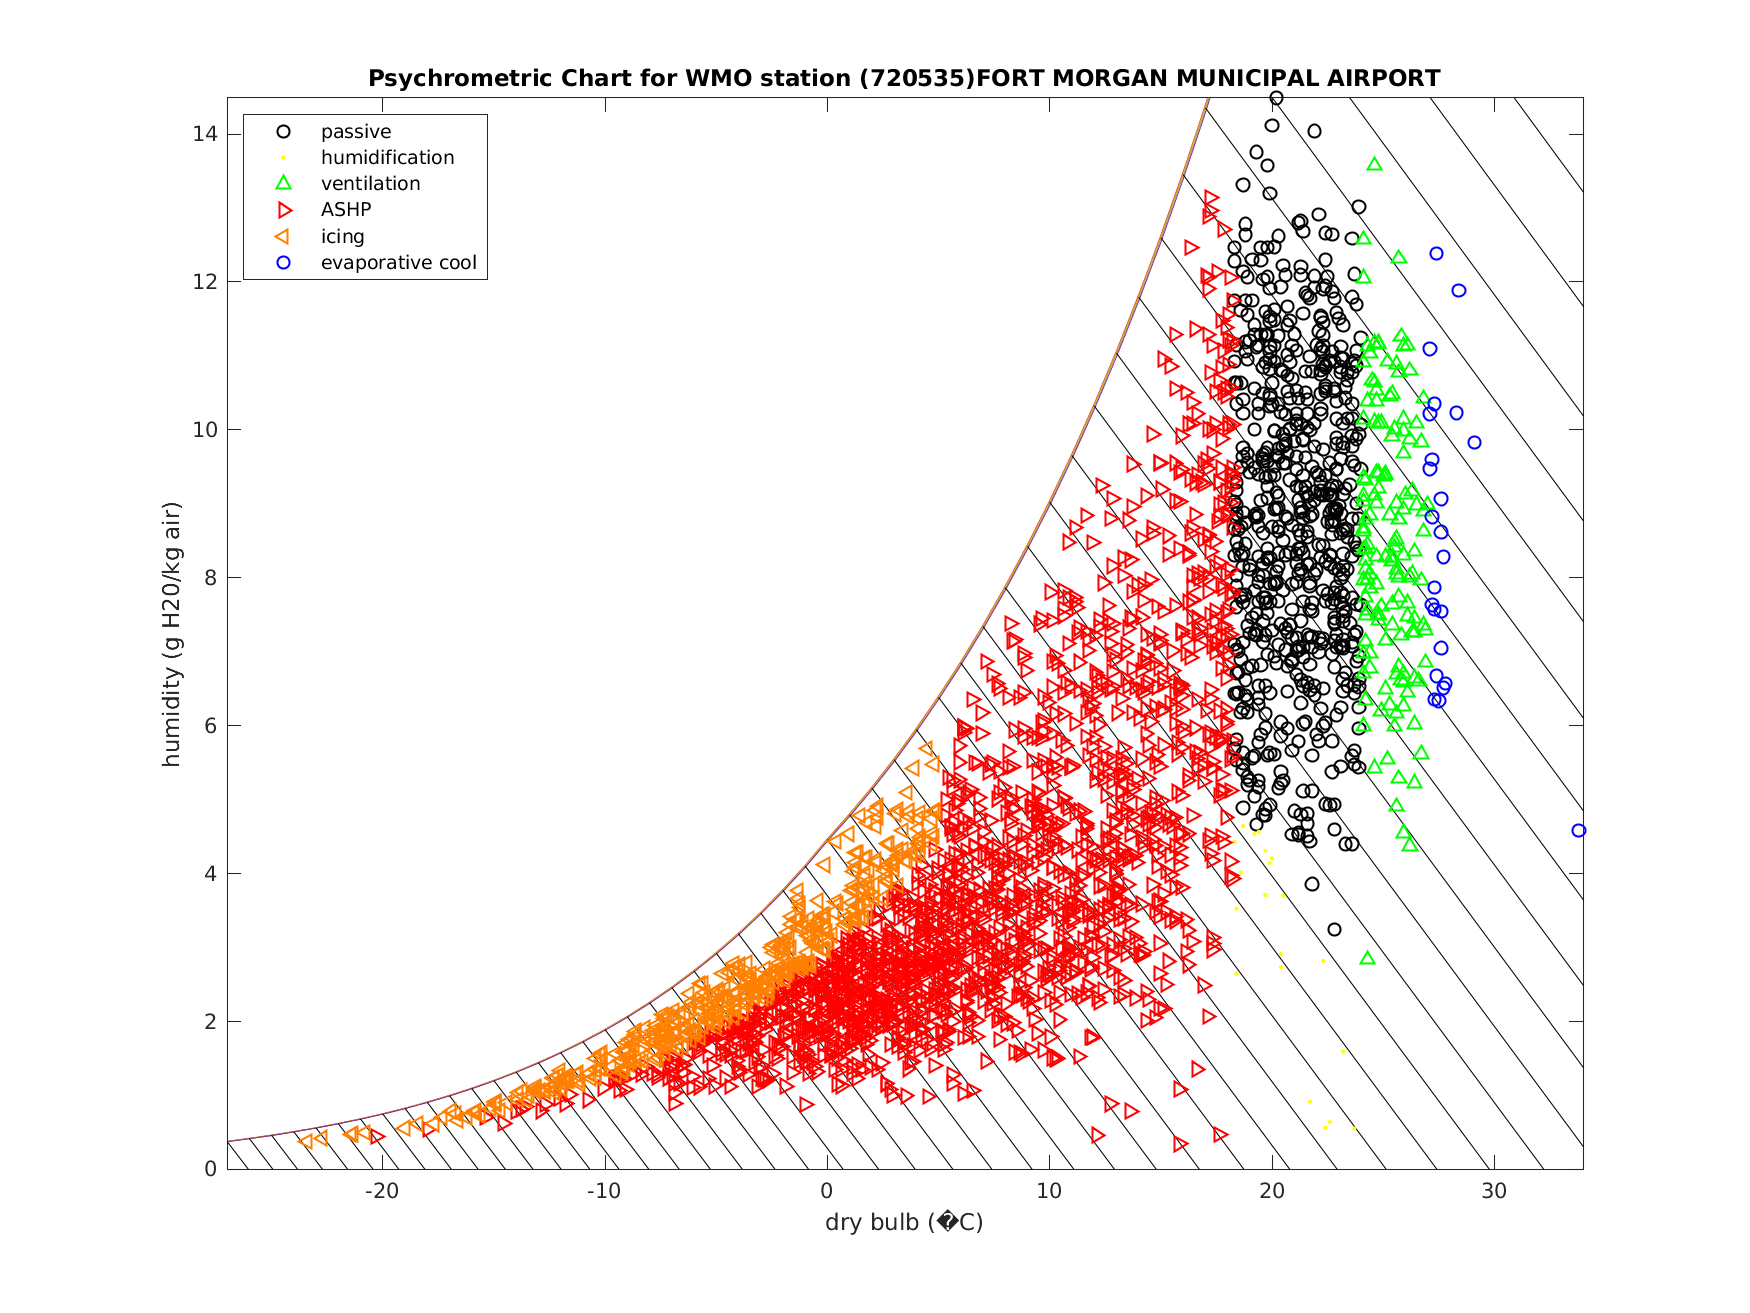 Psychrometric Chart for WMO station (720535)FORT MORGAN MUNICIPAL AIRPORT
passive
humidification
ventilation
ASHP
icing
evaporative cool
humidity (g H20/kg air)
14
12
10
8
6
4
2
0
-20
-10
0
10
20
30
dry bulb (�C)